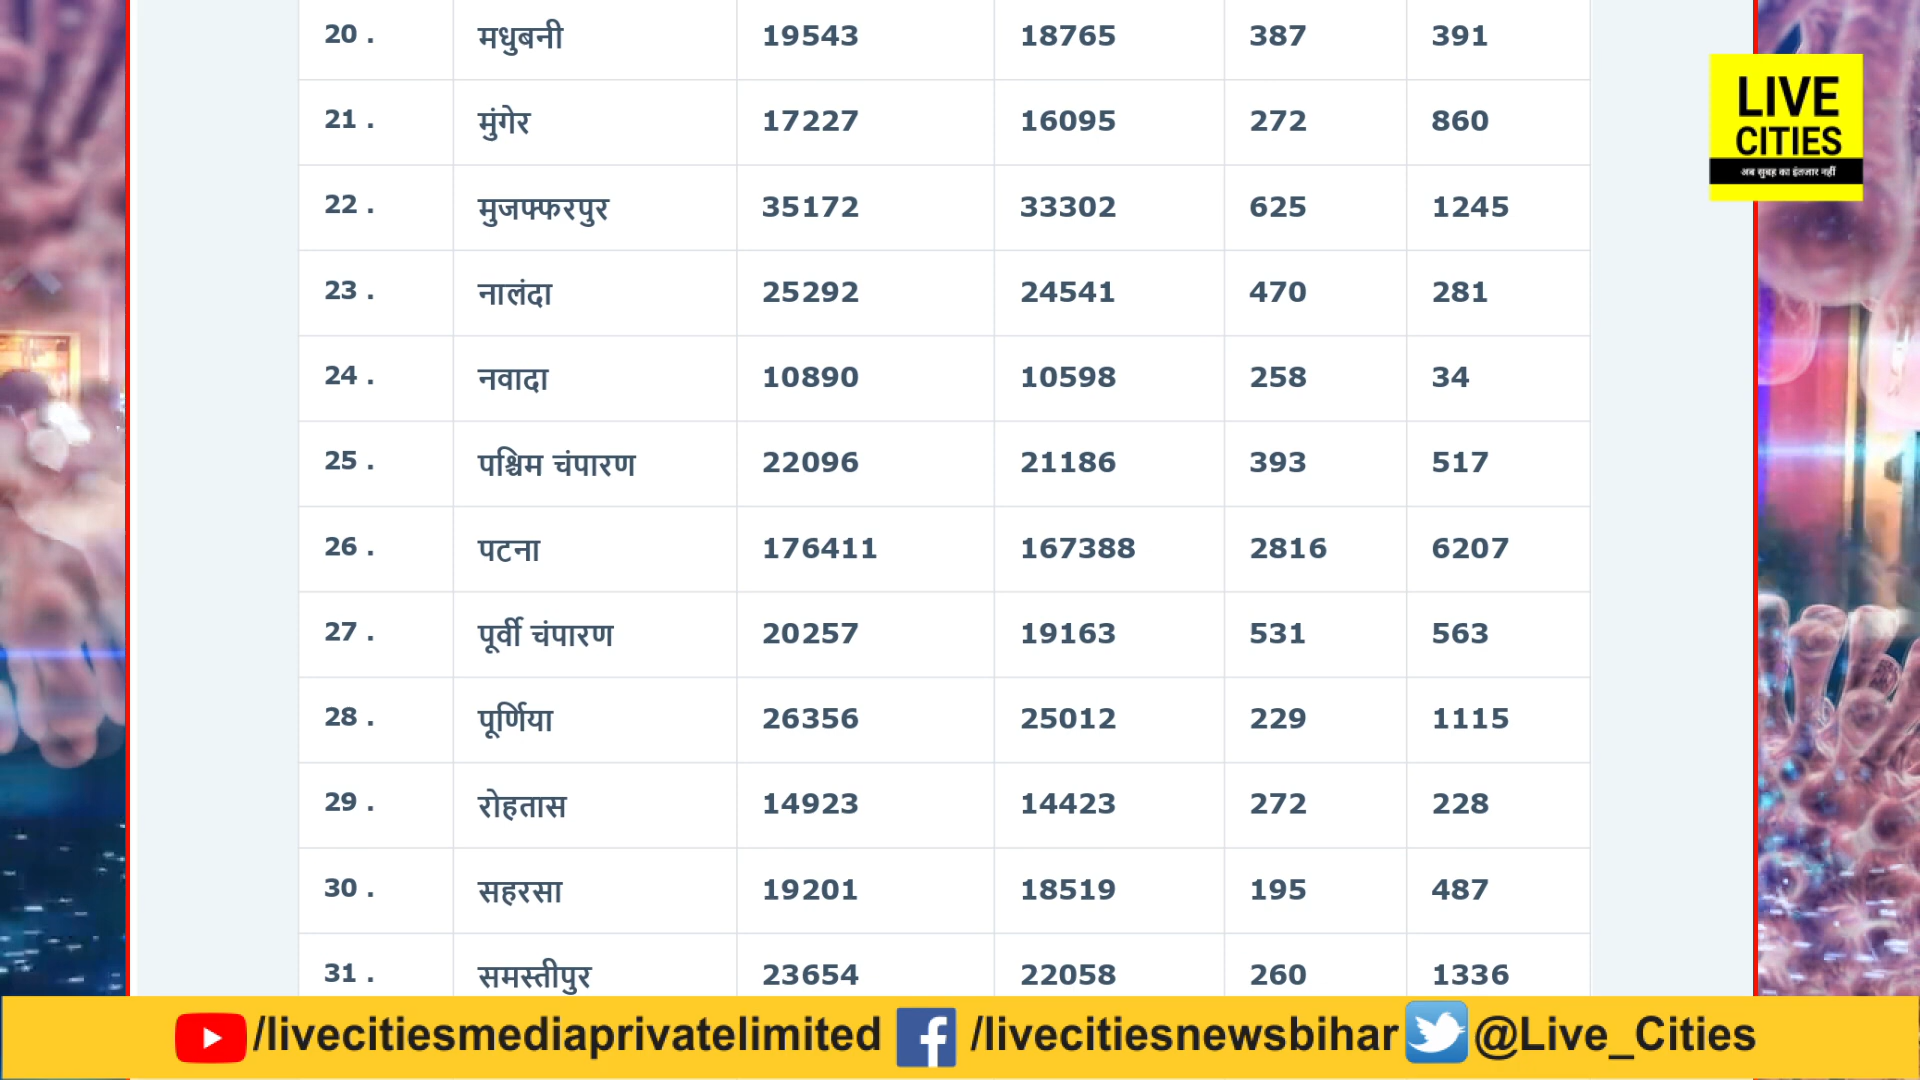 20 . मधुबनी 19543 18765 387 391
21 . मुंगेर 17227 16095 272 860
22 . मुजफ्फरपुर 35172 33302 625 1245
23 . नालंदा 25292 24541 470 281
24 . नवादा 10890 10598 258 34
25 . पश्चिम चंपारण 22096 21186 393 517
26 . पटना 176411 167388 2816 6207
27 . पूर्वी चंपारण 20257 19163 531 563
28 . पूर्णिया 26356 25012 229 1115
29 . रोहतास 14923 14423 272 228
30 . सहरसा 19201 18519 195 487
31 . समस्तीपुर 23654 22058 260 1336
LIVE
CITIES
अब सुबह का इंतजार नहीं
/livecitiesmediaprivatelimited /livecitiesnewsbihar @Live_Cities